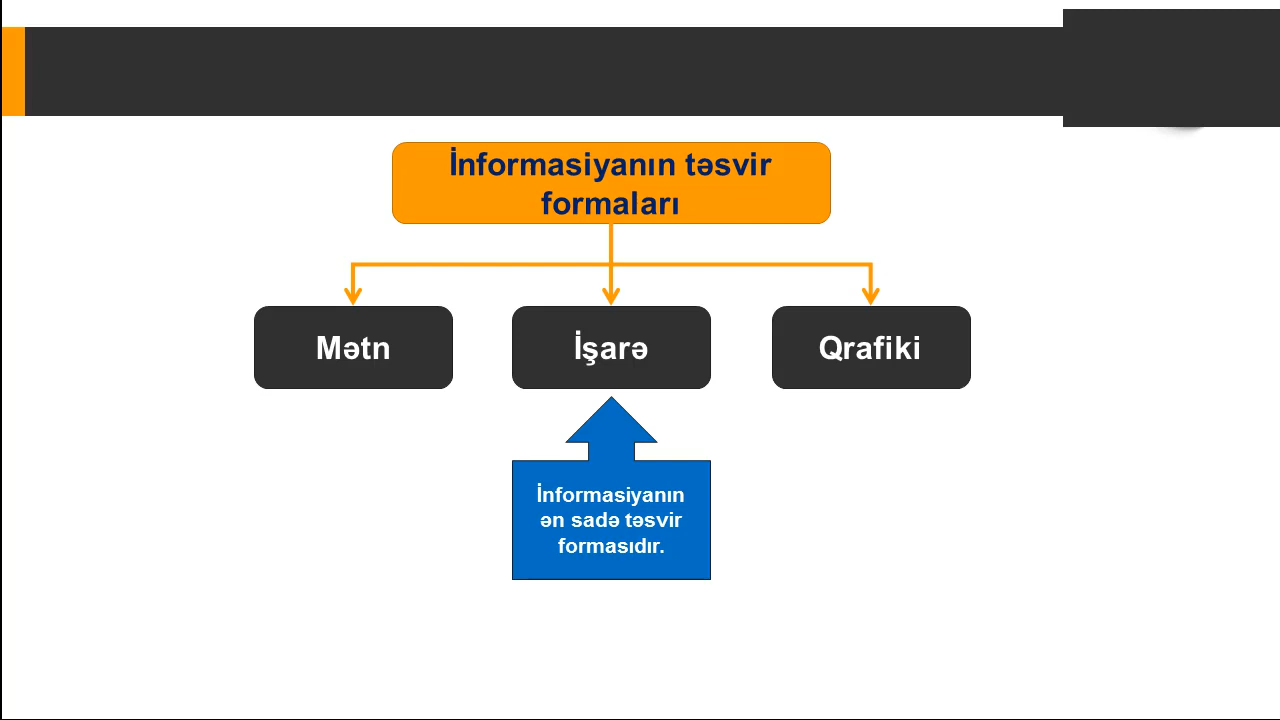 İnformasiyanın təsvir
formaları
Mətn
İşarə
Qrafiki
İnformasiyanın
ən sadə təsvir
formasıdır.